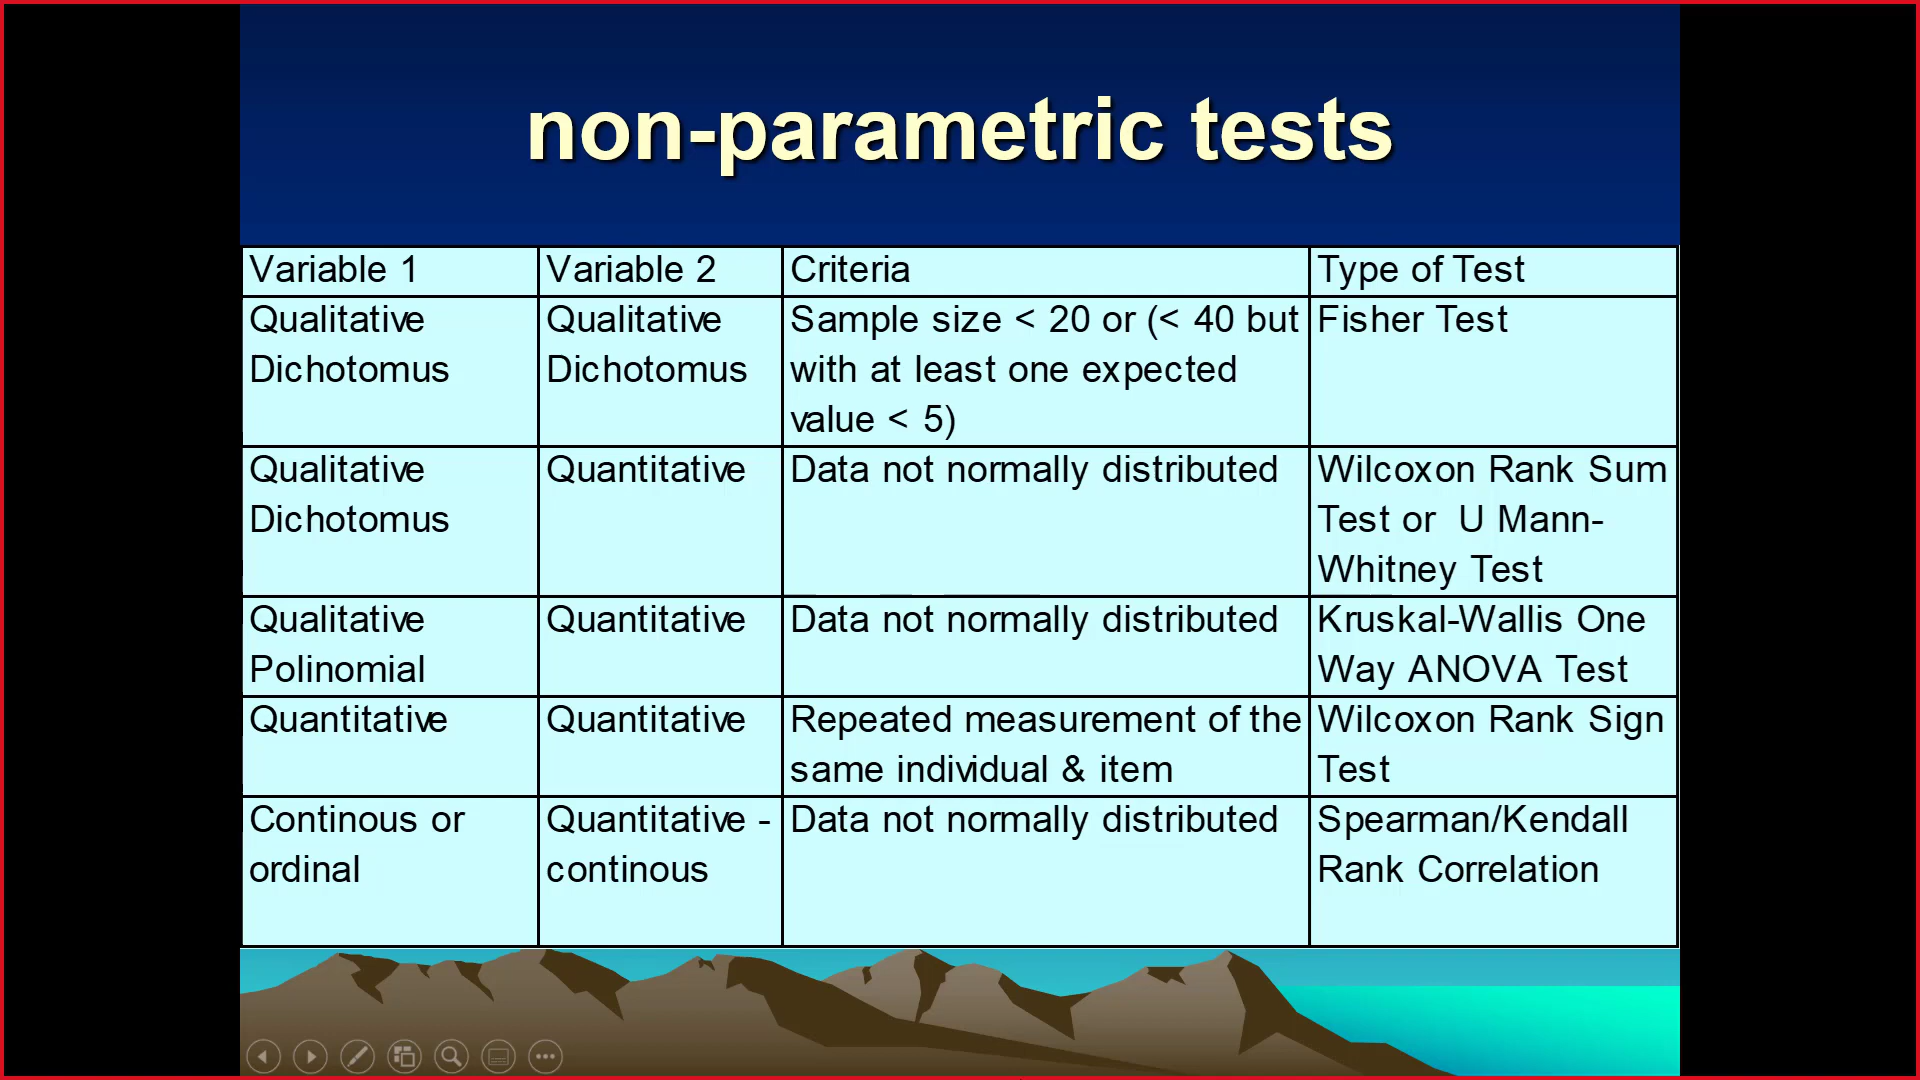 non-parametric tests
Variable 1
Variable 2
Criteria
Type of Test
Qualitative
Dichotomus
Qualitative
Dichotomus
Sample size < 20 or (< 40 but
with at least one expected
value < 5)
Fisher Test
Qualitative
Dichotomus
Quantitative
Data not normally distributed
Wilcoxon Rank Sum
Test or  U Mann-
Whitney Test
Qualitative
Polinomial
Quantitative
Data not normally distributed
Kruskal-Wallis One
Way ANOVA Test
Quantitative
Quantitative
Repeated measurement of the
same individual & item
Wilcoxon Rank Sign
Test
Continous or
ordinal
Quantitative -
continous
Data not normally distributed
Spearman/Kendall
Rank Correlation